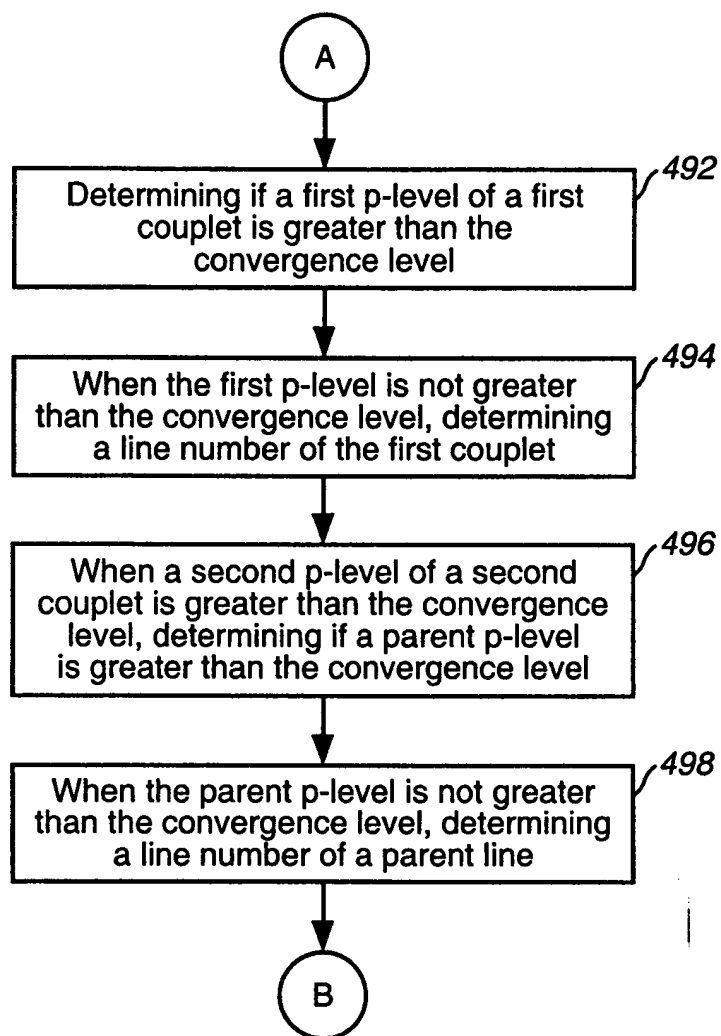 A
492
Determining if a first p-level of a first
couplet is greater than the
convergence level
494
When the first p-level is not greater
than the convergence level, determining
a line number of the first couplet
496
When a second p-level of a second
couplet is greater than the convergence
level, determining if a parent p-level
is greater than the convergence level
498
When the parent p-level is not greater
than the convergence level, determining
a line number of a parent line
B